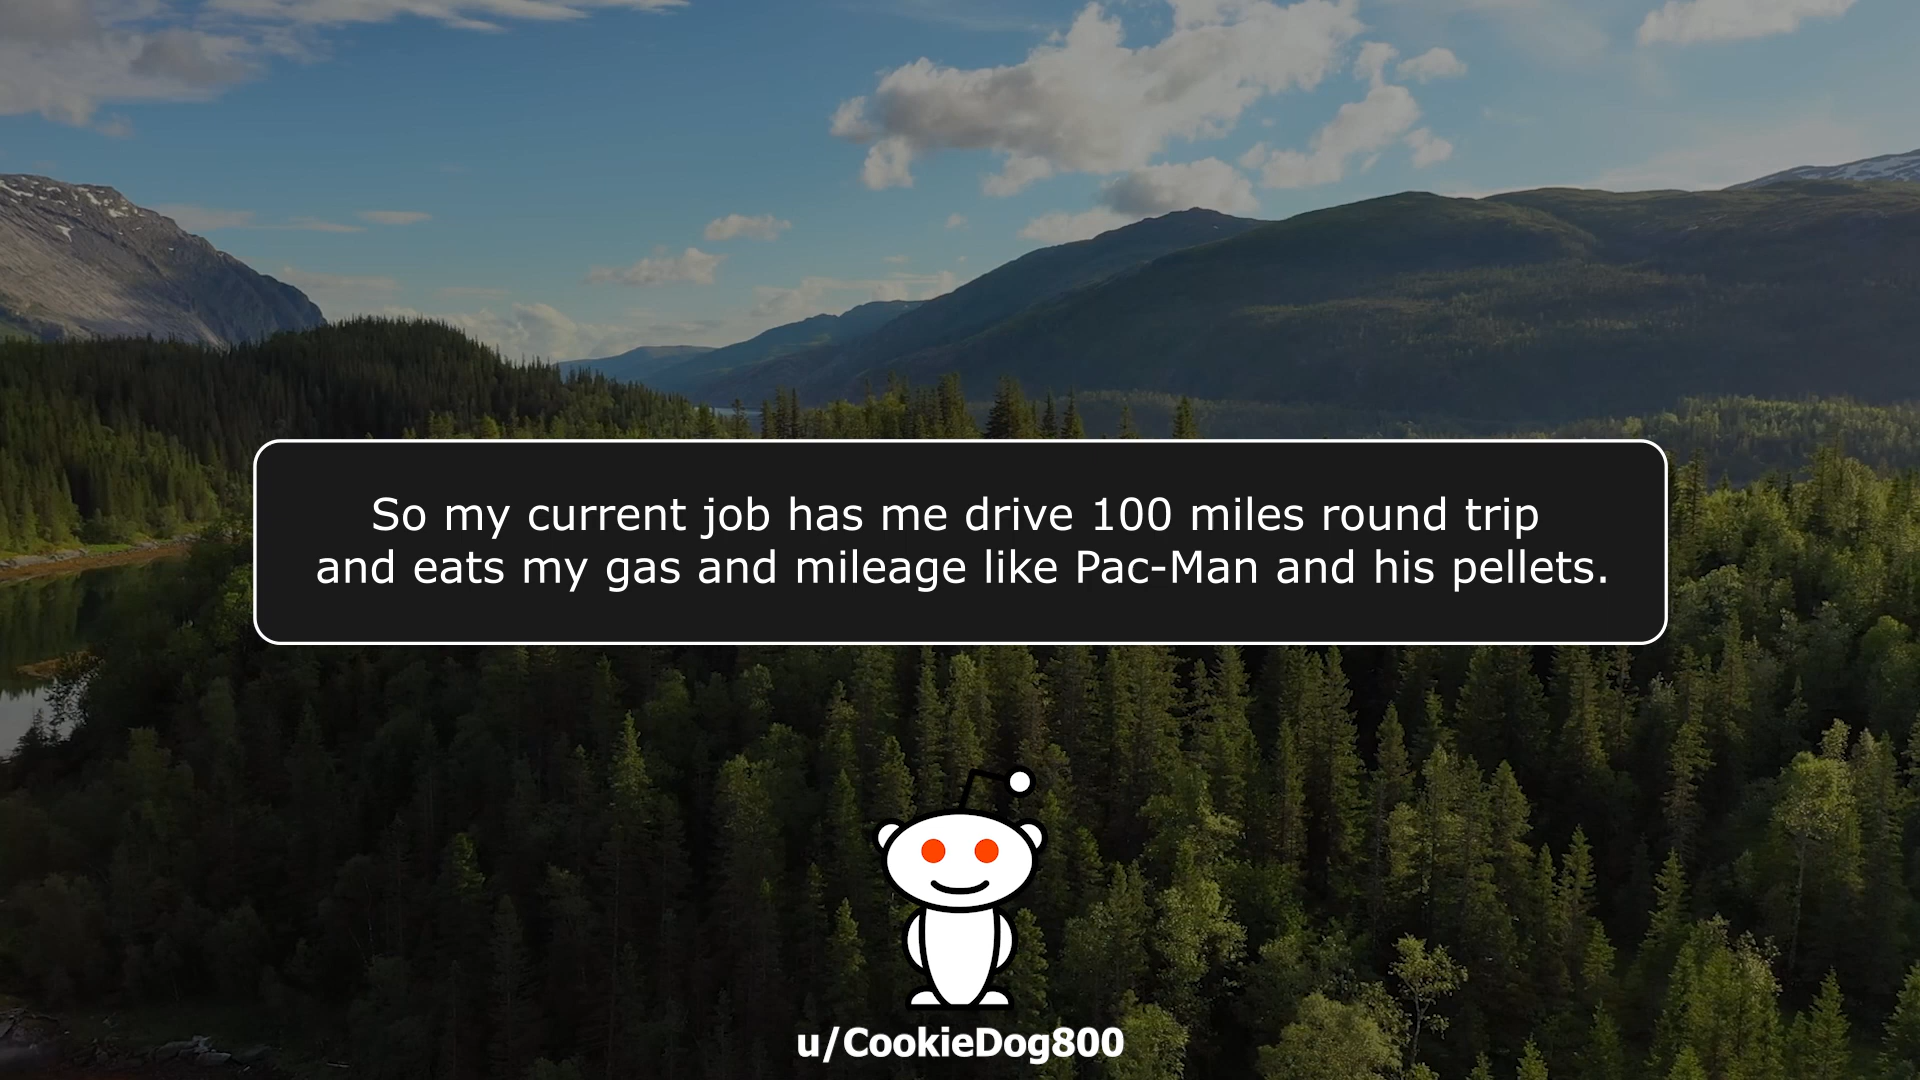 So my current job has me drive 100 miles round trip
and eats my gas and mileage like Pac-Man and his pellets.
u/CookieDog800